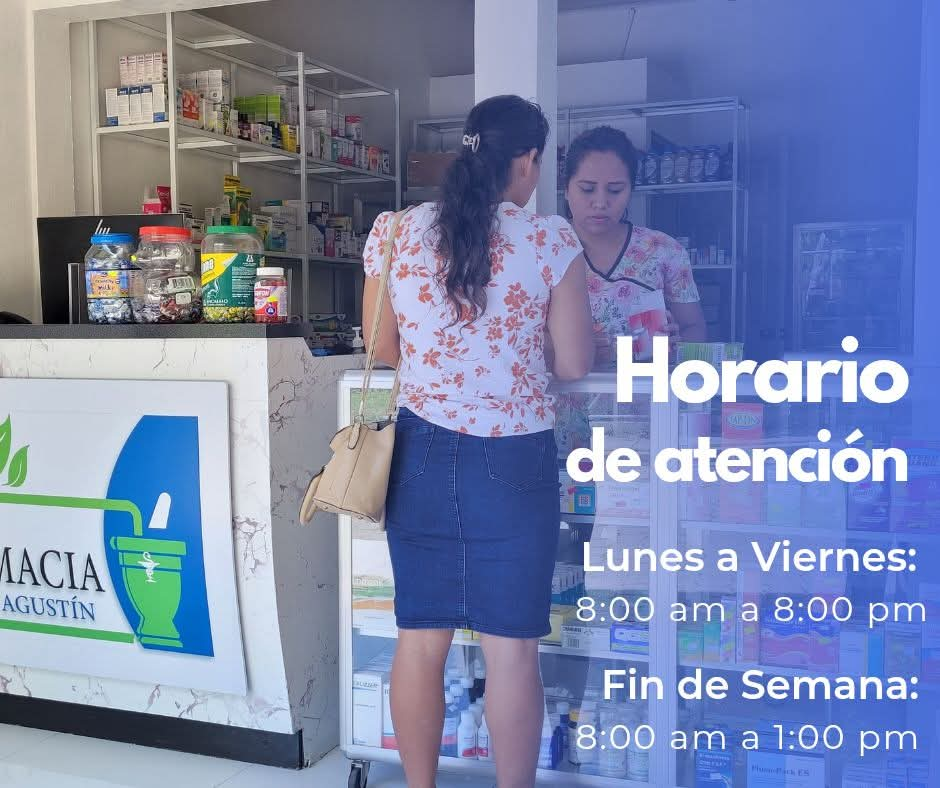 MACIA
AGUSTÍN
Horario
de atención
Lunes a Viernes:
8:00 am a 8:00 pm
Fin de Semana:
8:00 am a 1:00 pm